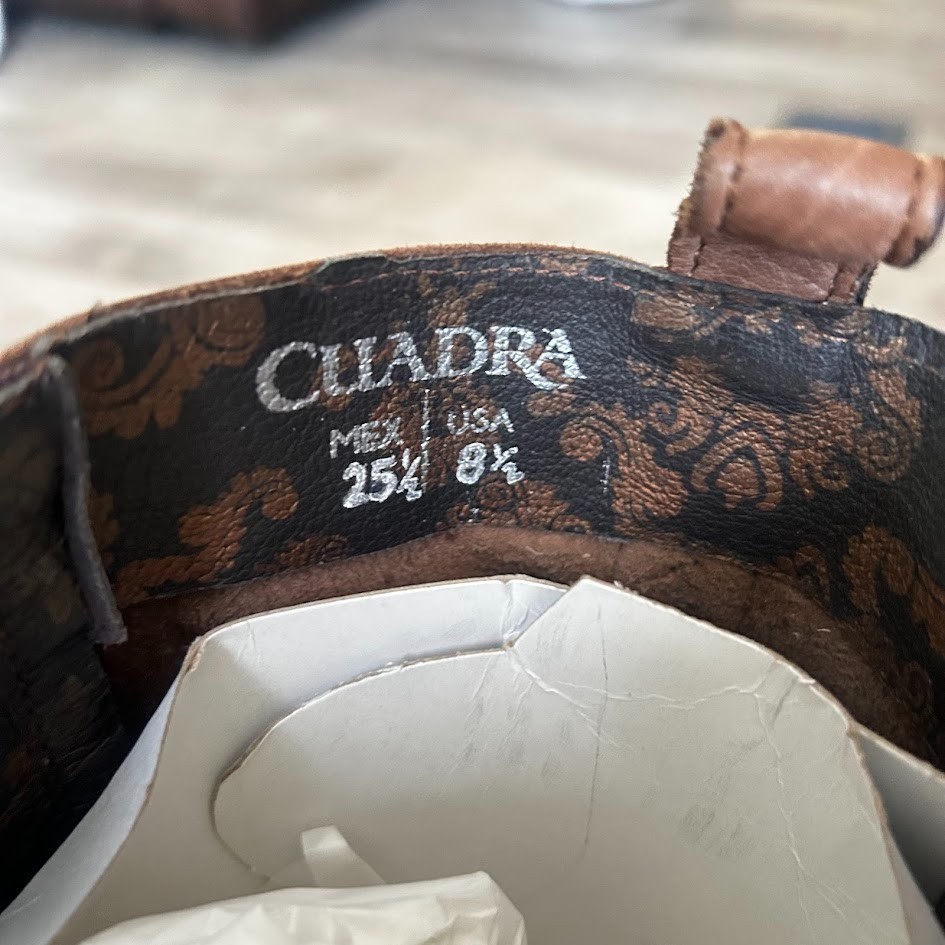 CUADRA
MEX | USA
25½ 8½